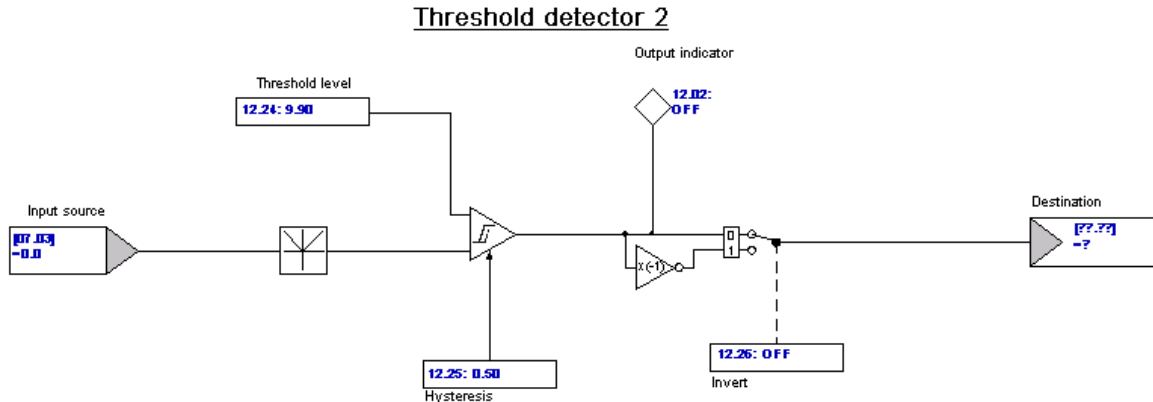 Threshold detector 2
Output indicator
Threshold level
12.24: 9.90
12.02:
OFF
Input source
[07.03]
=0.0
Destination
[??.??]
=?
0
1
x(-1)
12.25: 0.50
Hysteresis
12.26: OFF
Invert